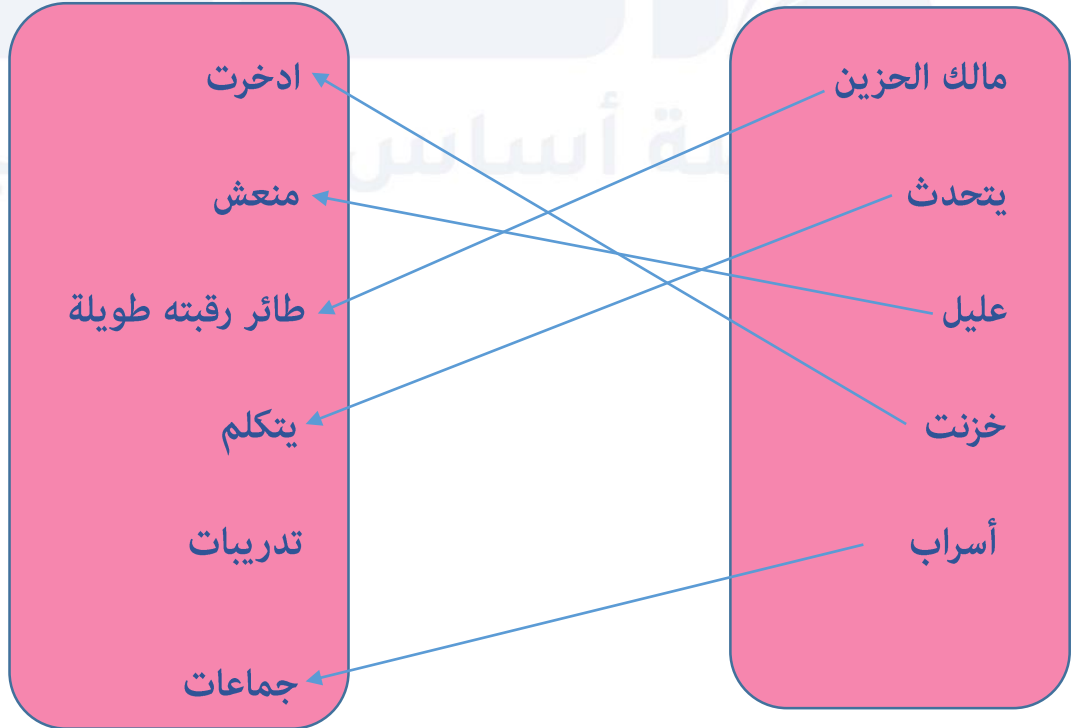 مالك الحزين
يتحدث
عليل
خزنت
أسراب
ادخرت
منعش
طائر رقبته طويلة
يتكلم
تدريبات
جماعات